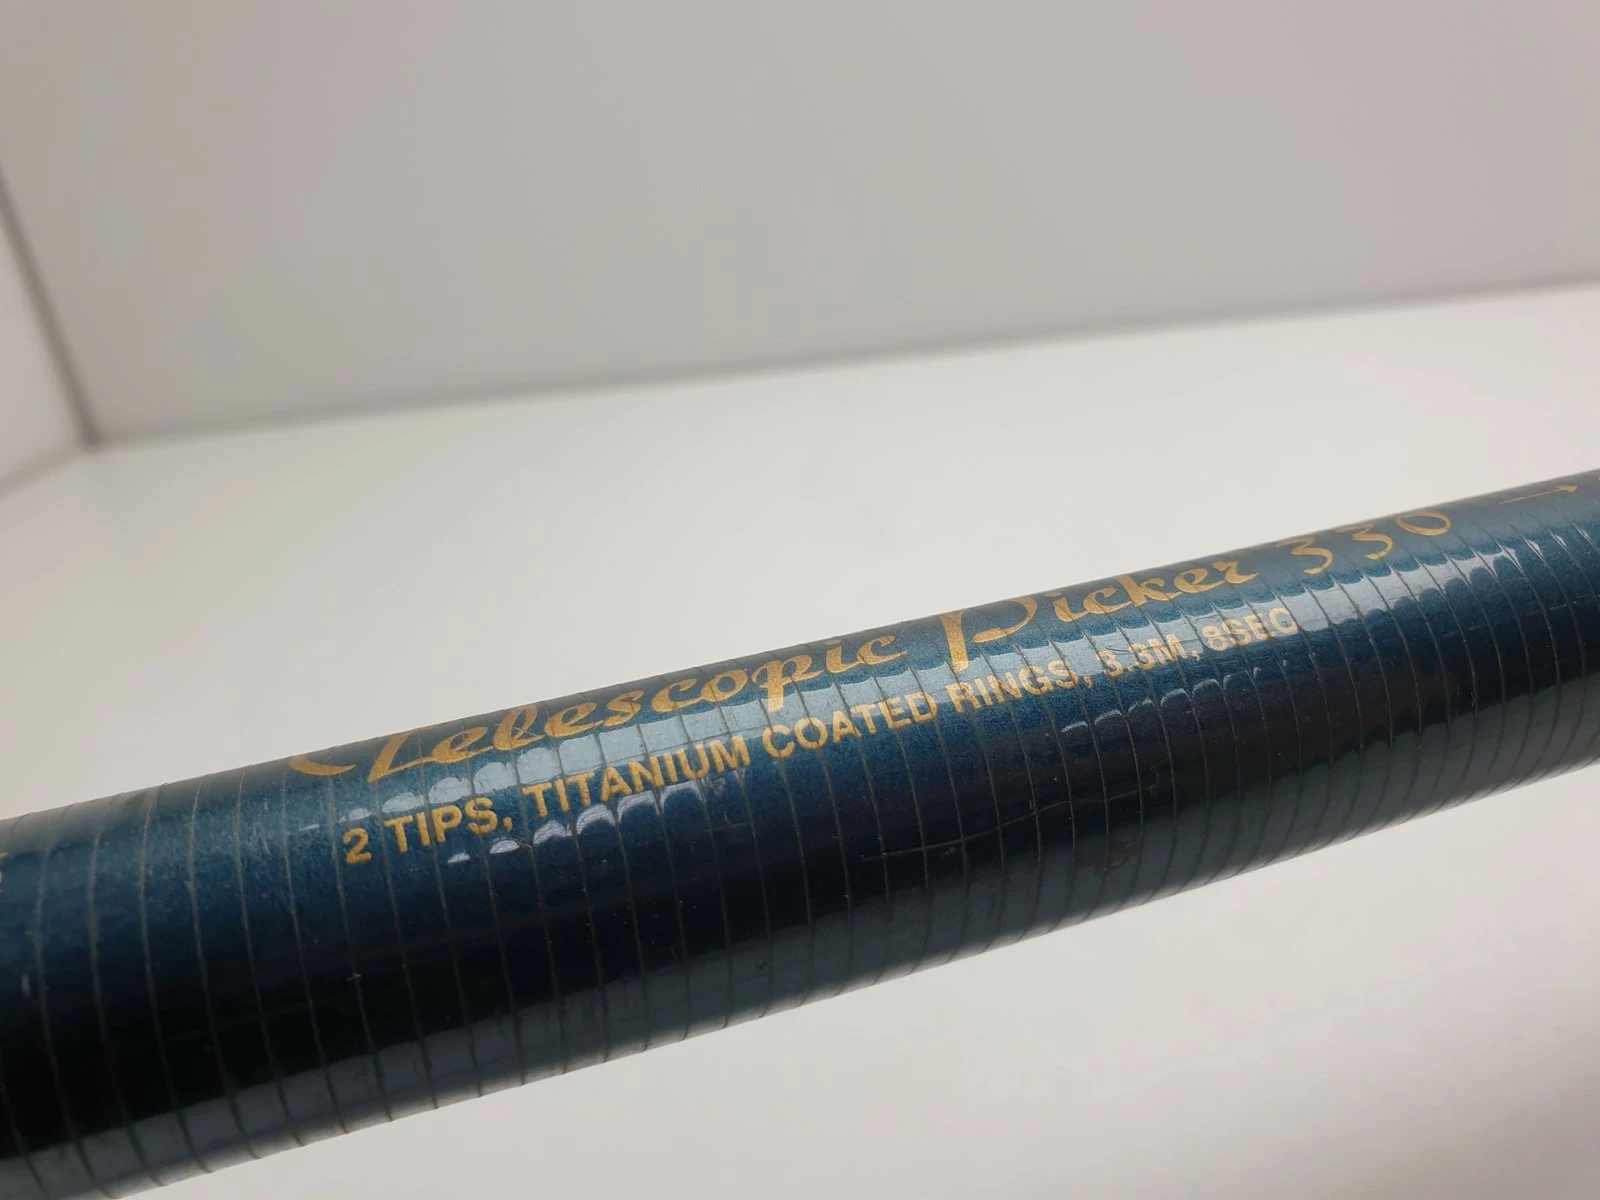 Telescopic Picker 330 →
2 TIPS, TITANIUM COATED RINGS, 3.3M, 8SEC